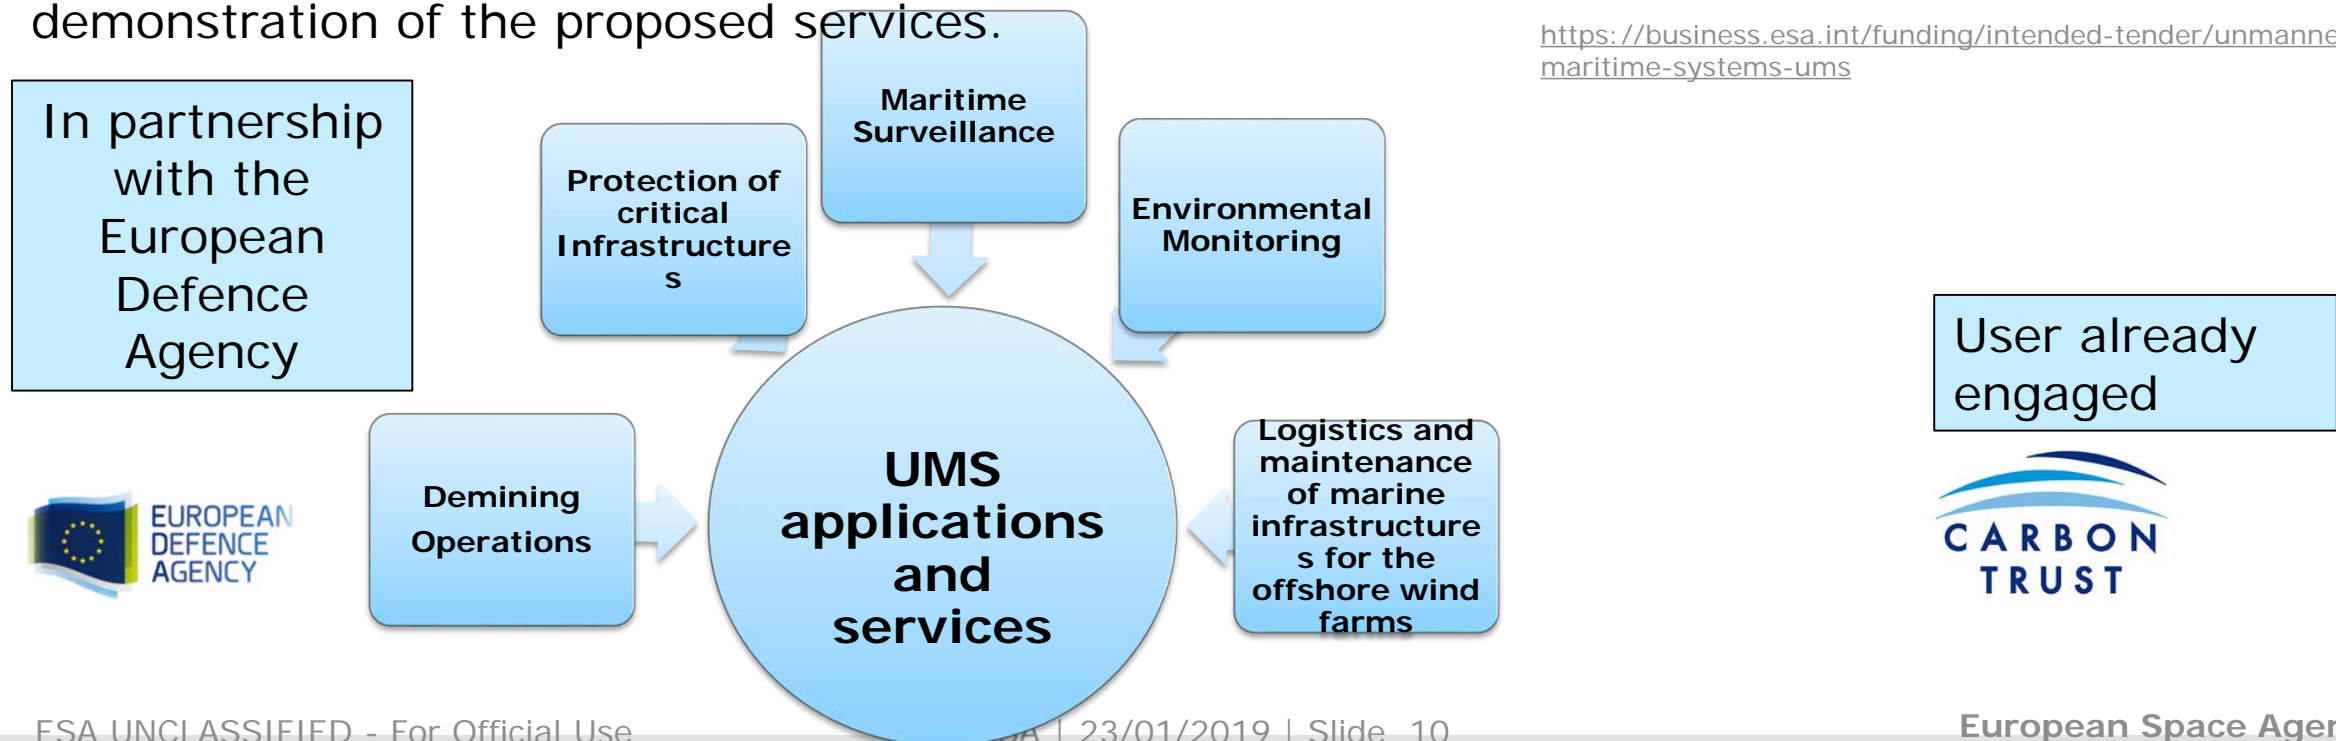 demonstration of the proposed services.
https://business.esa.int/funding/intended-tender/unmanne
maritime-systems-ums
In partnership
with the
European
Defence
Agency
Maritime
Surveillance
Protection of
critical
Infrastructure
s
Environmental
Monitoring
User already
engaged
Demining
Operations
UMS
applications
and
services
Logistics and
maintenance
of marine
infrastructure
s for the
offshore wind
farms
EUROPEAN
DEFENCE
AGENCY
CARBON
TRUST
ESA UNCLASSIFIED - For Official Use
| 23/01/2019 | Slide 10
European Space Agen